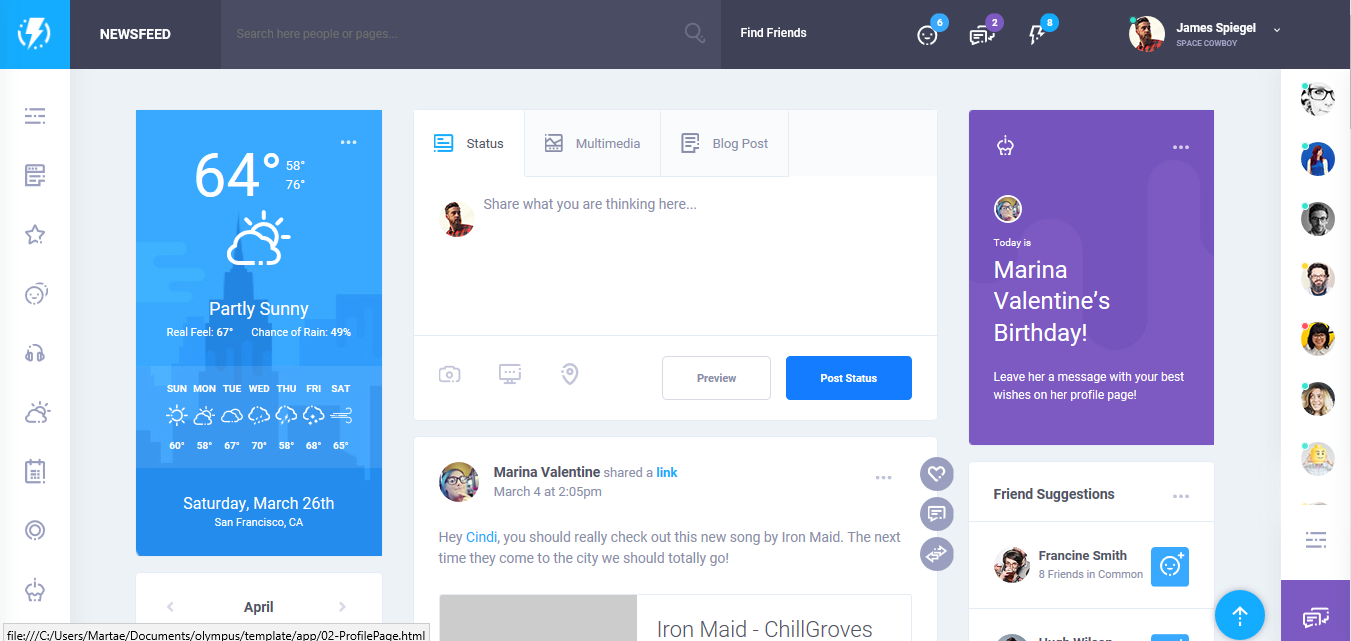 NEWSFEED
Search here people or pages...
Find Friends
6
2
8
James Spiegel
SPACE COWBOY
64°
58°
76°
Partly Sunny
Real Feel: 67° Chance of Rain: 49%
SUN MON TUE WED THU FRI SAT
60° 58° 67° 70° 58° 68° 65°
Saturday, March 26th
San Francisco, CA
April
Status
Multimedia
Blog Post
Share what you are thinking here...
Preview
Post Status
Marina Valentine shared a link
March 4 at 2:05pm
Hey Cindi, you should really check out this new song by Iron Maid. The next
time they come to the city we should totally go!
Iron Maid - ChillGroves
Today is
Marina
Valentine’s
Birthday!
Leave her a message with your best
wishes on her profile page!
Friend Suggestions
Francine Smith
8 Friends in Common
Hugh Wilson
file:///C:/Users/Martae/Documents/olympus/template/app/02-ProfilePage.html